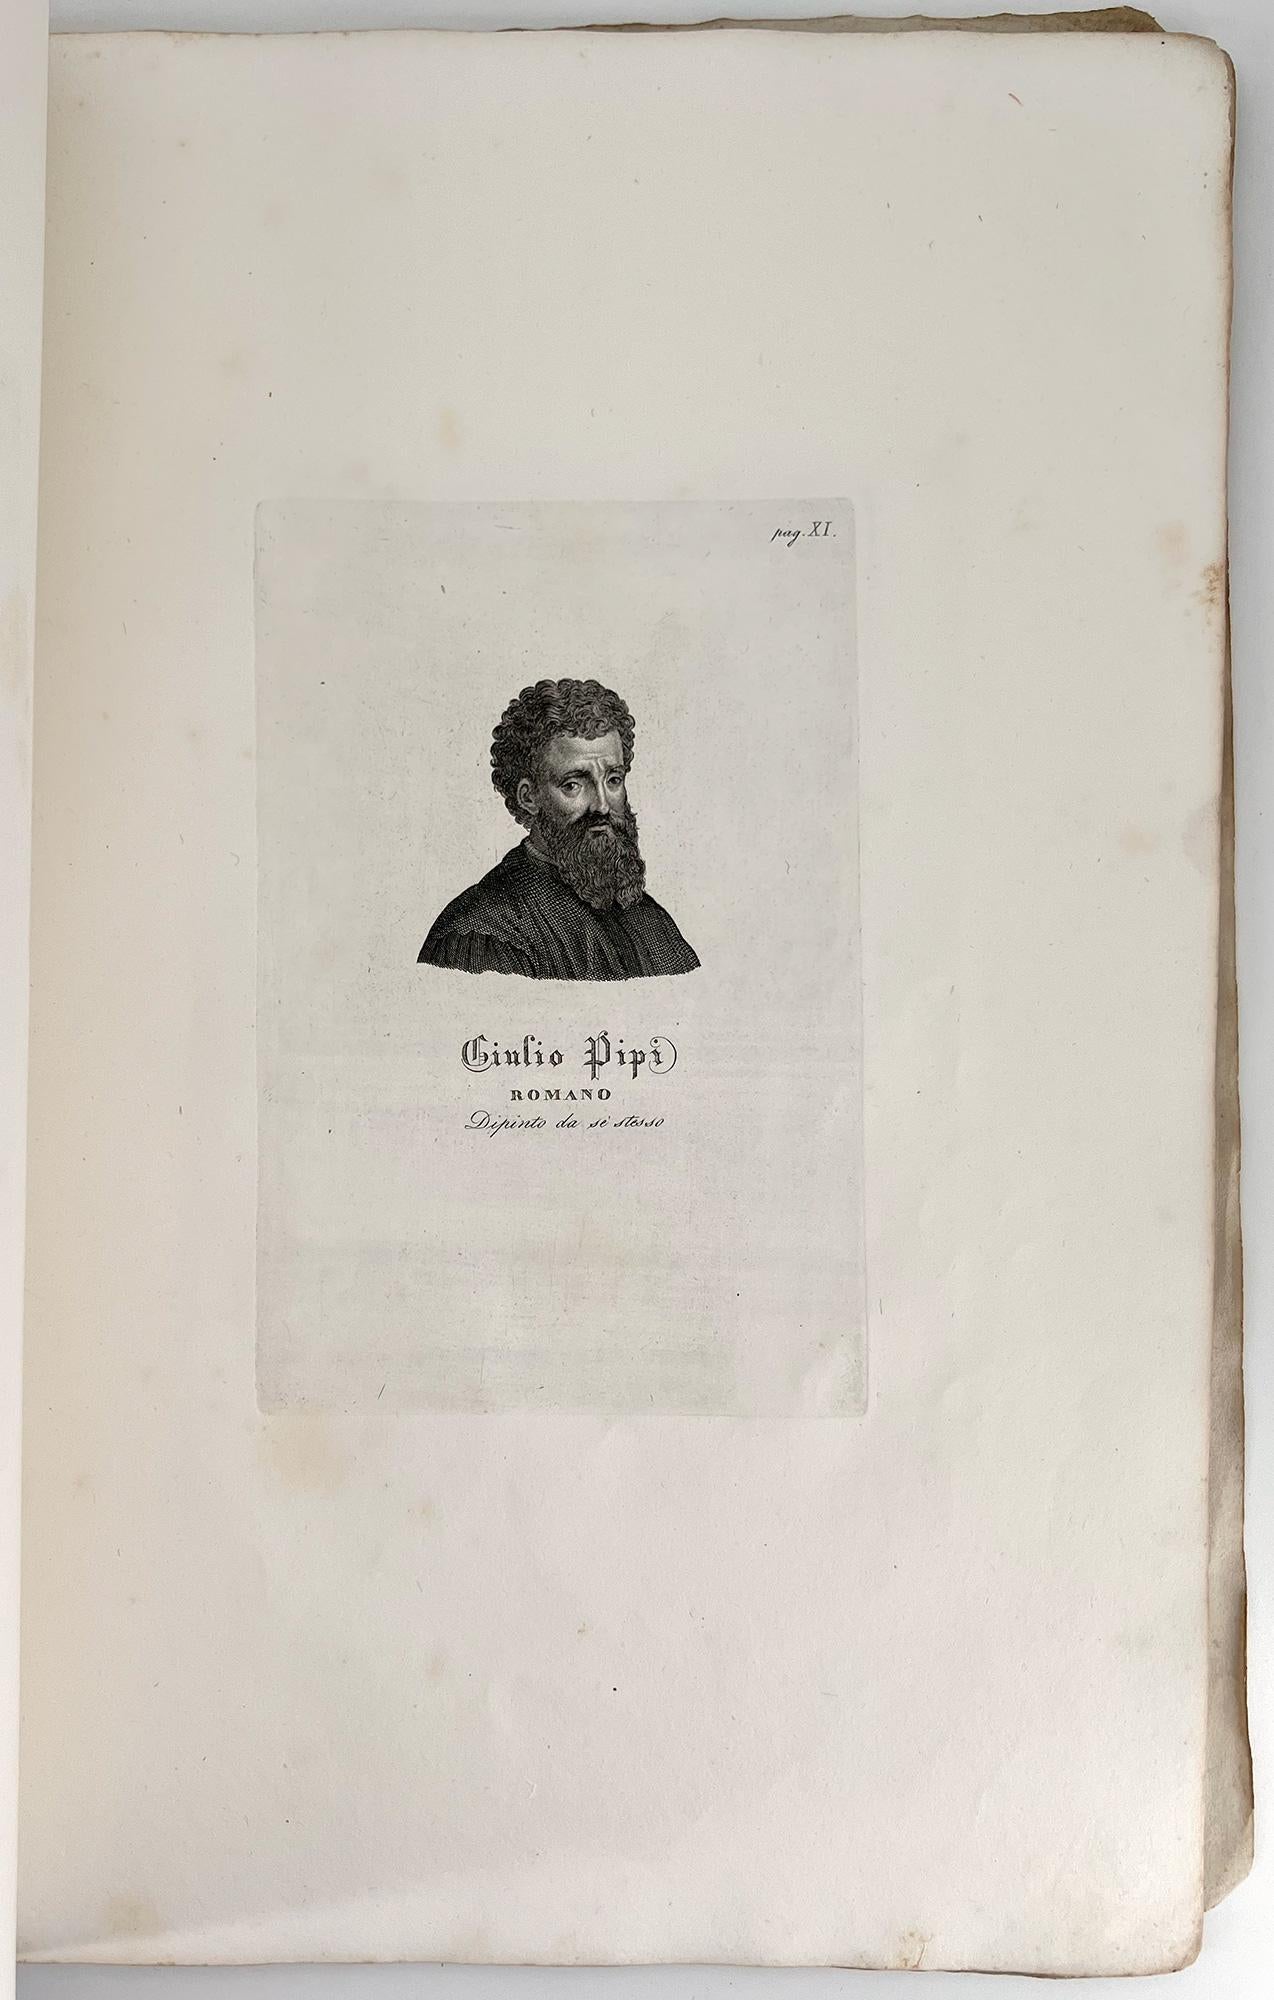 pag. XI.
Giulio Pipi
ROMANO
Dipinto da sè stesso